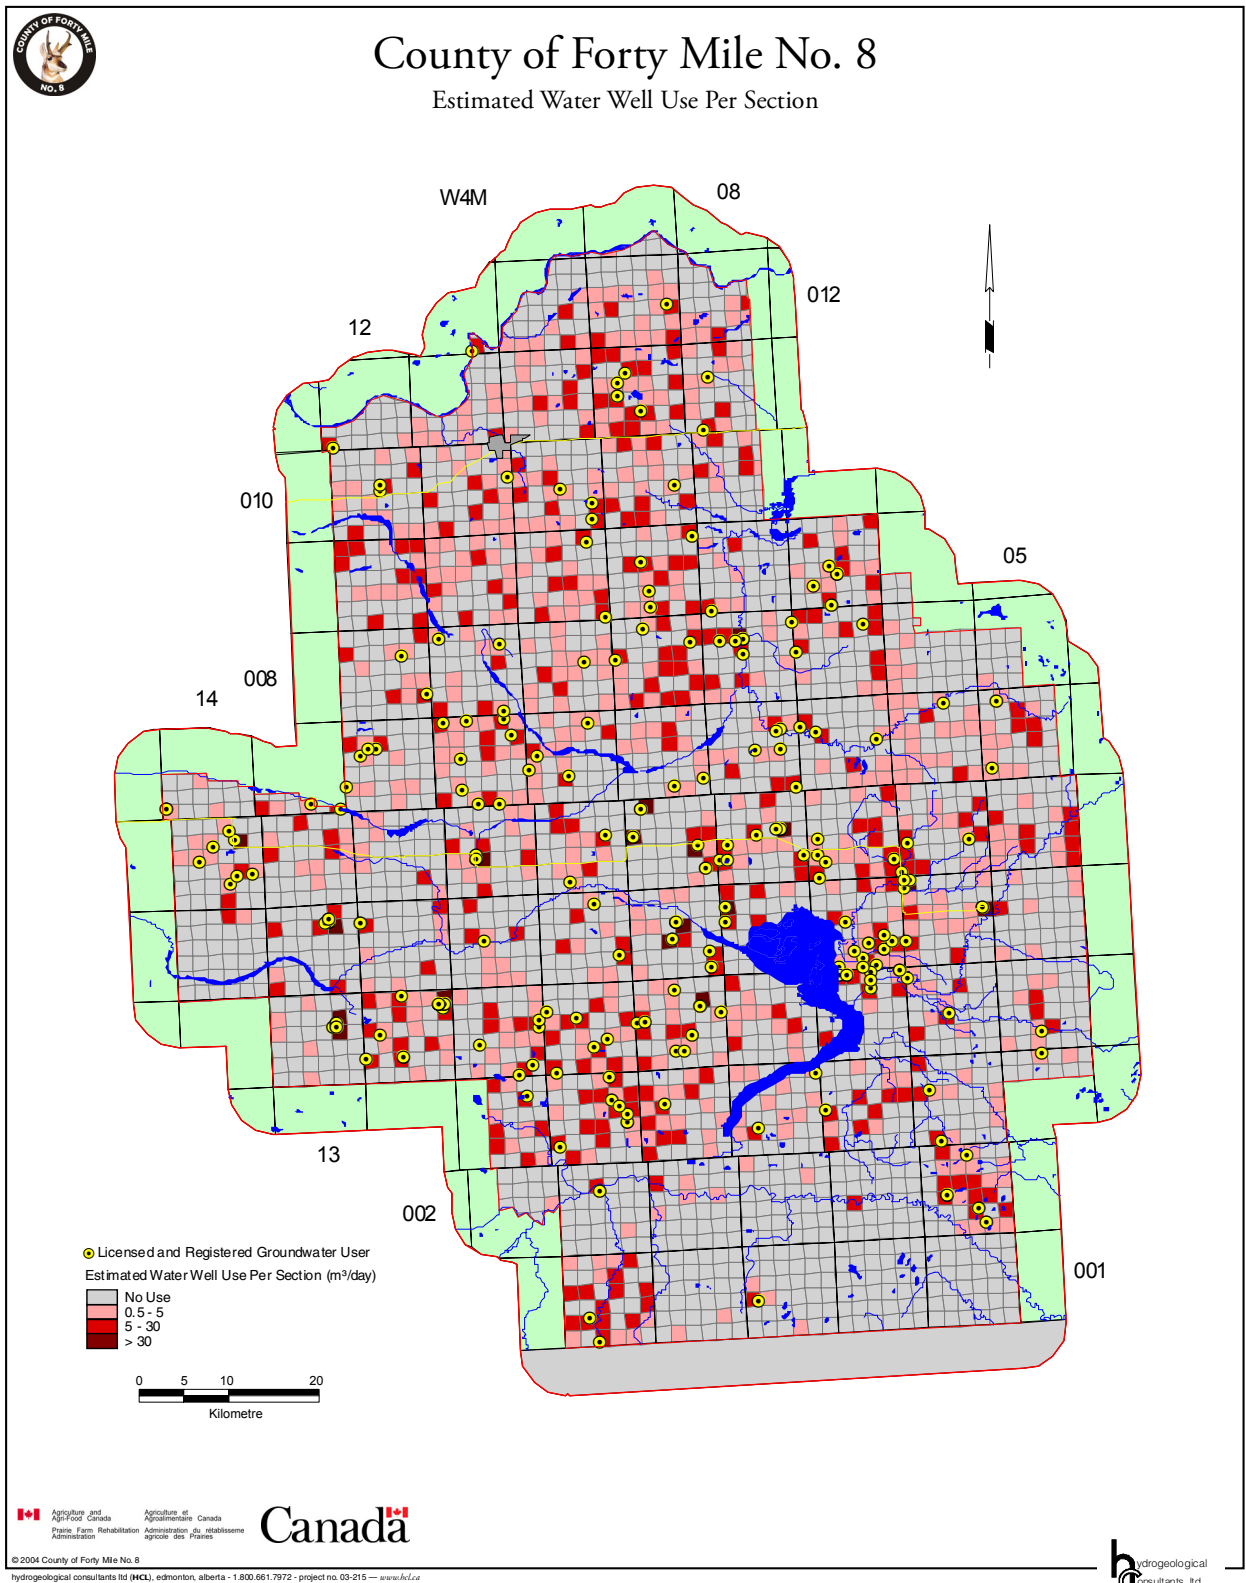 COUNTY OF FORTY MILE
NO. 8
County of Forty Mile No. 8
Estimated Water Well Use Per Section
W4M
08
012
12
010
05
008
14
13
002
001
Licensed and Registered Groundwater User
Estimated Water Well Use Per Section (m³/day)
No Use
0.5 - 5
5 - 30
> 30
0 5 10 20
Kilometre
Agriculture and Agriculture et
Agri-Food Canada Agroalimentaire Canada
Prairie Farm Rehabilitation Administration du rétablisseme
Administration agricole des Prairies
Canada
© 2004 County of Forty Mile No. 8
hydrogeological consultants ltd (HCL), edmonton, alberta - 1.800.661.7972 - project no. 03-215 — www.hcl.ca
hydrogeological
consultants ltd